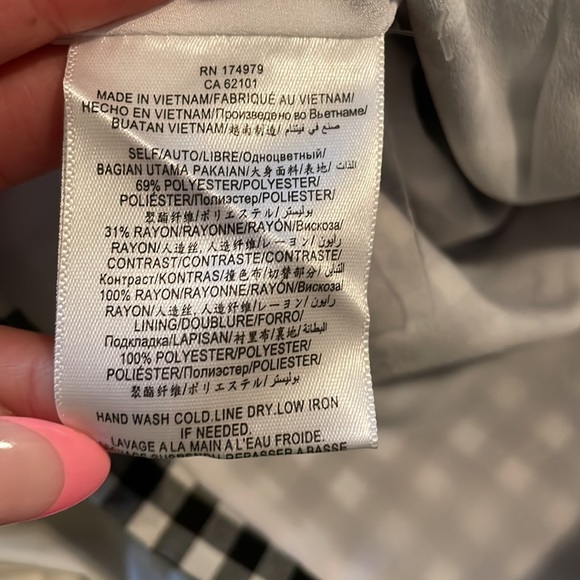 RN 174979
CA 62101
MADE IN VIETNAM/FABRIQUÉ AU VIETNAM/
HECHO EN VIETNAM/Произведено во Вьетнаме/
BUATAN VIETNAM/越南制造/ صنع في فيتنام
SELF/AUTO/LIBRE/Одноцветный/
BAGIAN UTAMA PAKAIAN/大身面料/表地/ الذات
69% POLYESTER/POLYESTER/
POLIÉSTER/Полиэстер/POLIESTER/
聚酯纤维/ポリエステル/ بوليستر
31% RAYON/RAYONNE/RAYÓN/Вискоза/
RAYON/人造丝, 人造纤维/レーヨン/ رايون
CONTRAST/CONTRASTE/CONTRASTE/
Контраст/KONTRAS/撞色布/切替部分/ التباين
100% RAYON/RAYONNE/RAYÓN/Вискоза/
RAYON/人造丝, 人造纤维/レーヨン/ رايون
LINING/DOUBLURE/FORRO/
Подкладка/LAPISAN/衬里布/裏地/ البطانة
100% POLYESTER/POLYESTER/
POLIÉSTER/Полиэстер/POLIESTER/
聚酯纤维/ポリエステル/ بوليستر
HAND WASH COLD.LINE DRY.LOW IRON
IF NEEDED.
LAVAGE A LA MAIN A L'EAU FROIDE.
SUSPENDU REPASSER A BASSE